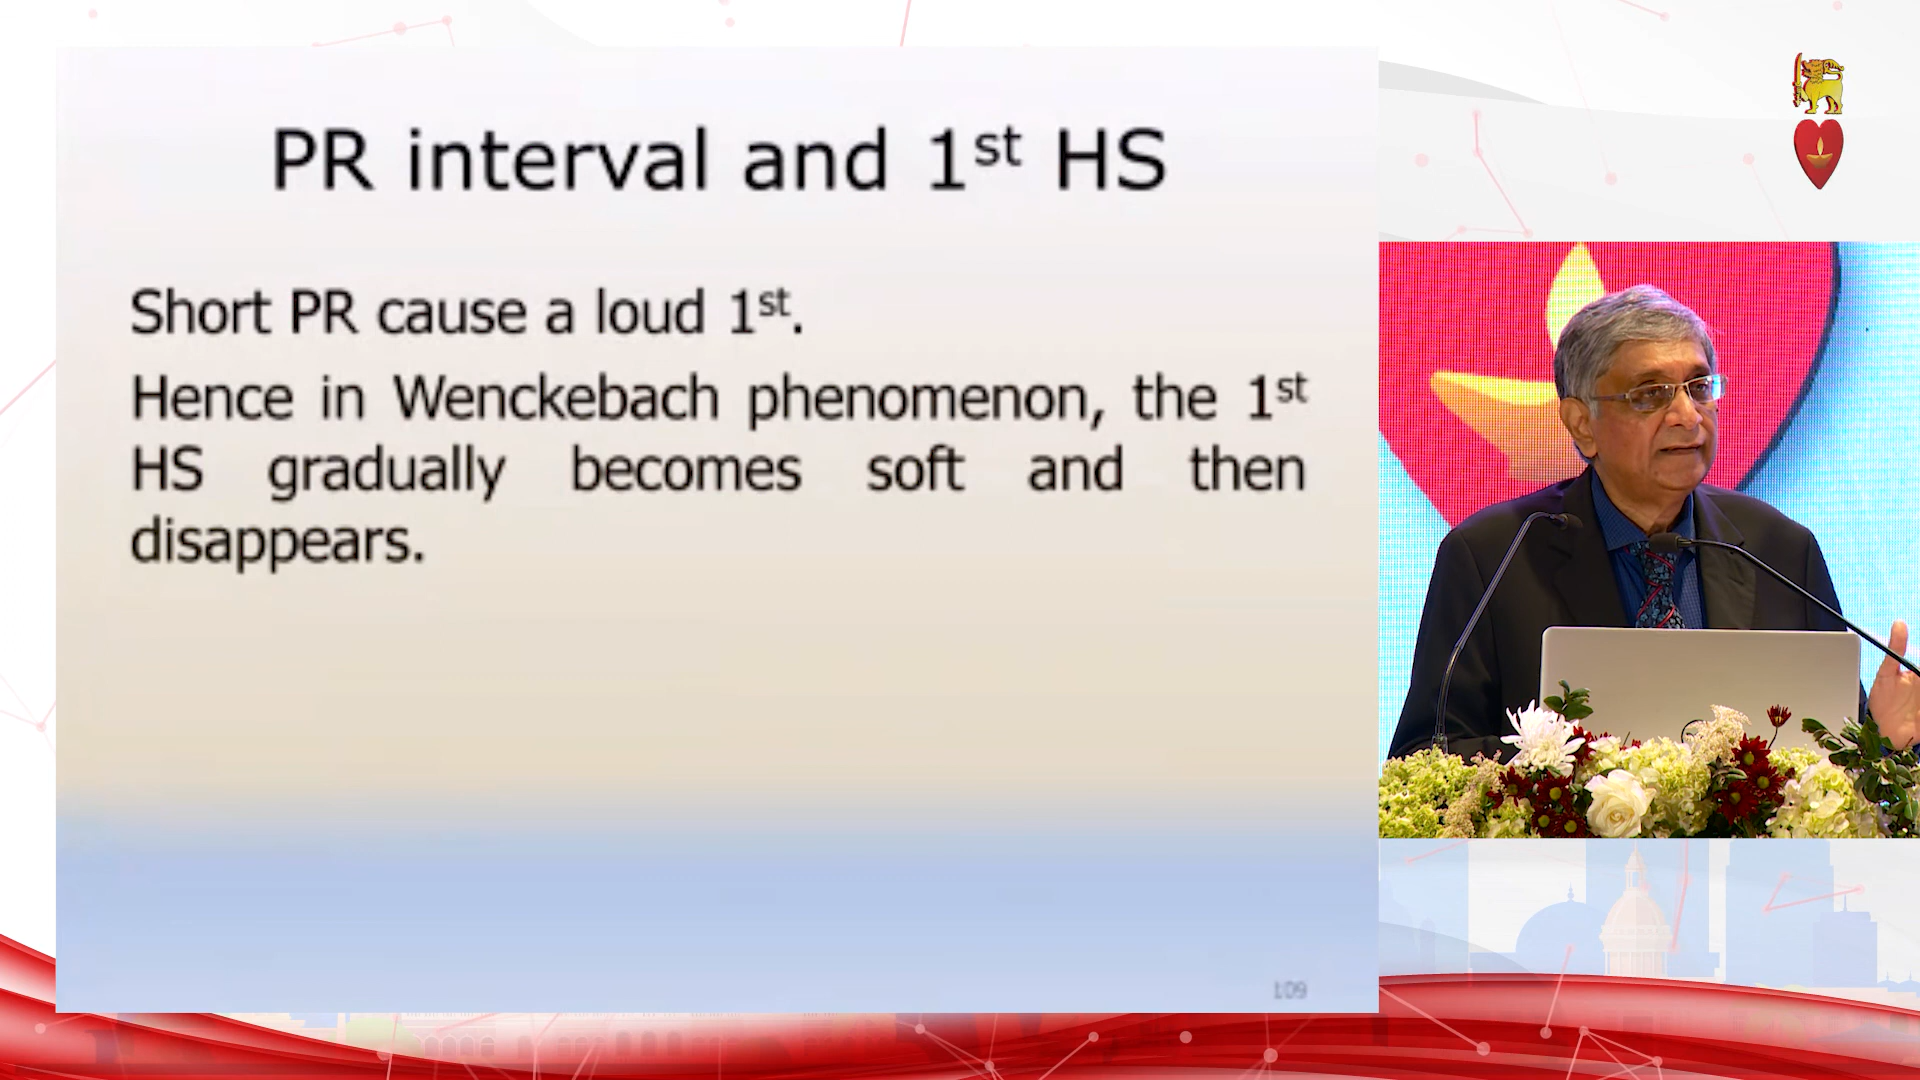 PR interval and 1st HS
Short PR cause a loud 1st.
Hence in Wenckebach phenomenon, the 1st
HS gradually becomes soft and then
disappears.
109